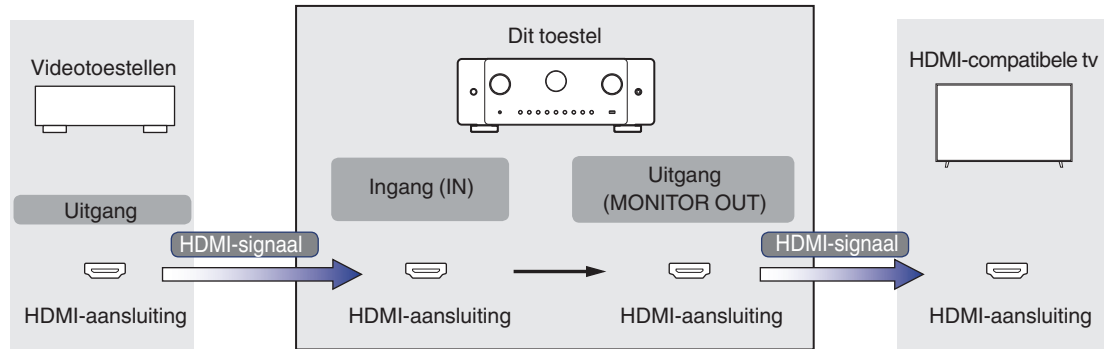 Videotoestellen
Uitgang
HDMI-signaal
HDMI-aansluiting
Dit toestel
Ingang (IN)
HDMI-aansluiting
Uitgang
(MONITOR OUT)
HDMI-aansluiting
HDMI-signaal
HDMI-compatibele tv
HDMI-aansluiting